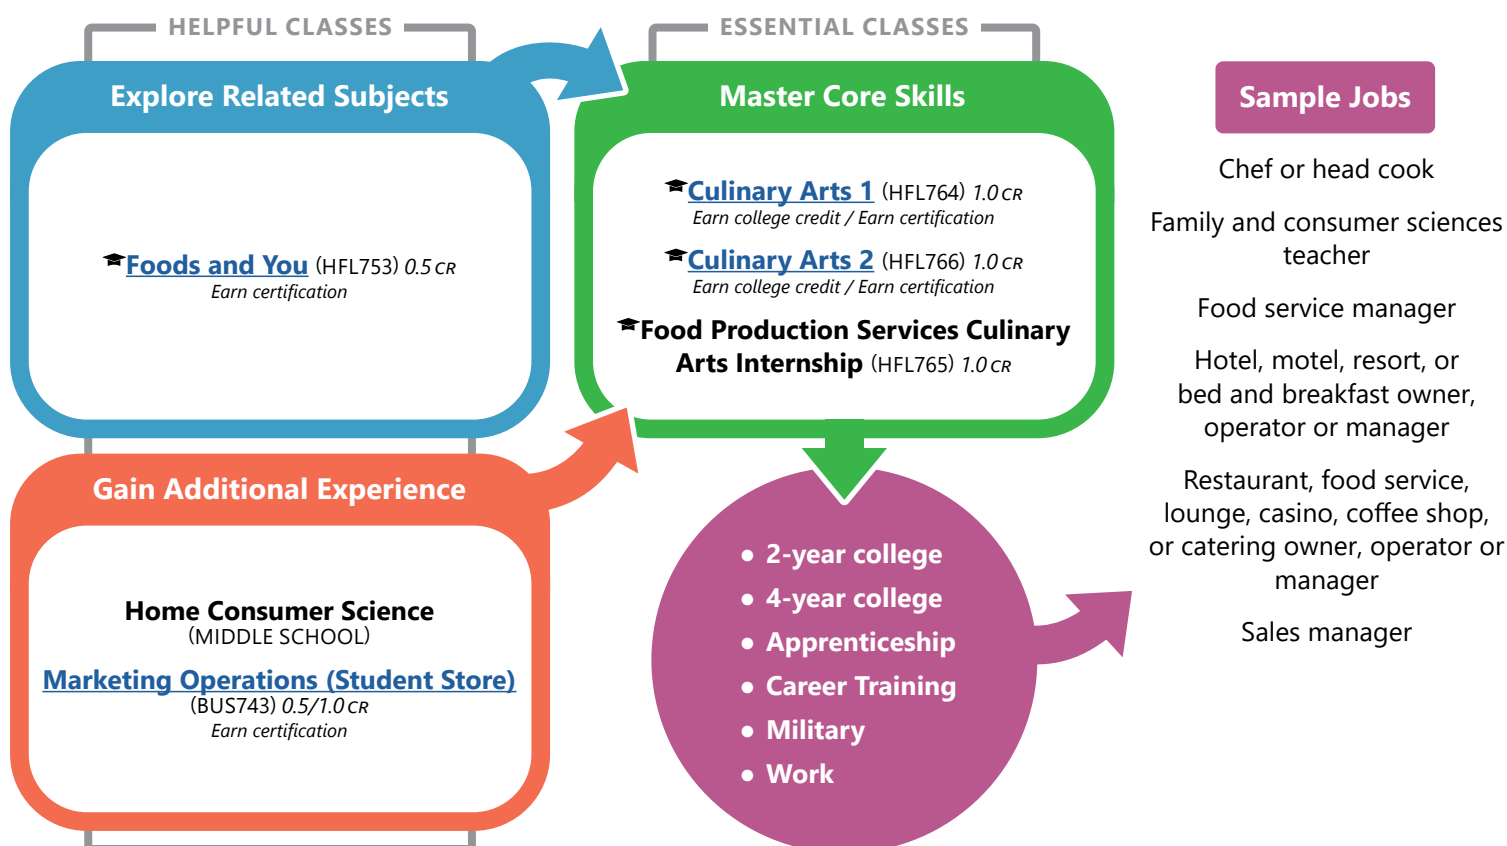 HELPFUL CLASSES
Explore Related Subjects
Foods and You (HFL753) 0.5 CR
Earn certification
Gain Additional Experience
Home Consumer Science
(MIDDLE SCHOOL)
Marketing Operations (Student Store)
(BUS743) 0.5/1.0 CR
Earn certification
ESSENTIAL CLASSES
Master Core Skills
Culinary Arts 1 (HFL764) 1.0 CR
Earn college credit / Earn certification
Culinary Arts 2 (HFL766) 1.0 CR
Earn college credit / Earn certification
Food Production Services Culinary
Arts Internship (HFL765) 1.0 CR
• 2-year college
• 4-year college
• Apprenticeship
• Career Training
• Military
• Work
Sample Jobs
Chef or head cook
Family and consumer sciences
teacher
Food service manager
Hotel, motel, resort, or
bed and breakfast owner,
operator or manager
Restaurant, food service,
lounge, casino, coffee shop,
or catering owner, operator or
manager
Sales manager